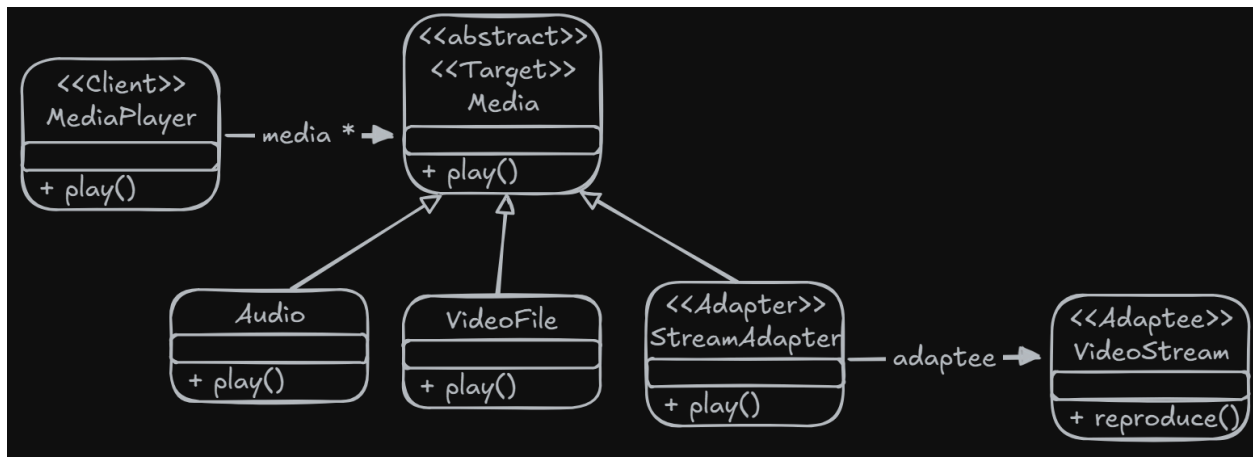 <<Client>>
MediaPlayer
+ play()
media *
<<abstract>>
<<Target>>
Media
+ play()
Audio
+ play()
VideoFile
+ play()
<<Adapter>>
StreamAdapter
+ play()
adaptee
<<Adaptee>>
VideoStream
+ reproduce()